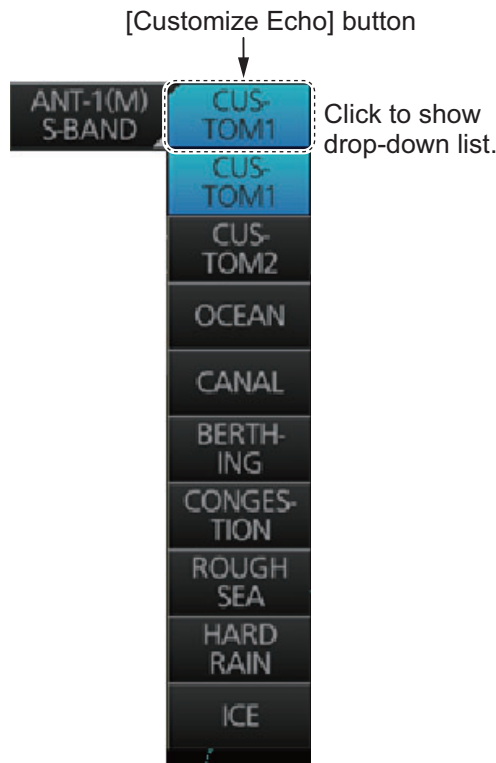 [Customize Echo] button
ANT-1(M)
S-BAND
CUS-
TOM1
Click to show
drop-down list.
CUS-
TOM1
CUS-
TOM2
OCEAN
CANAL
BERTH-
ING
CONGES-
TION
ROUGH
SEA
HARD
RAIN
ICE